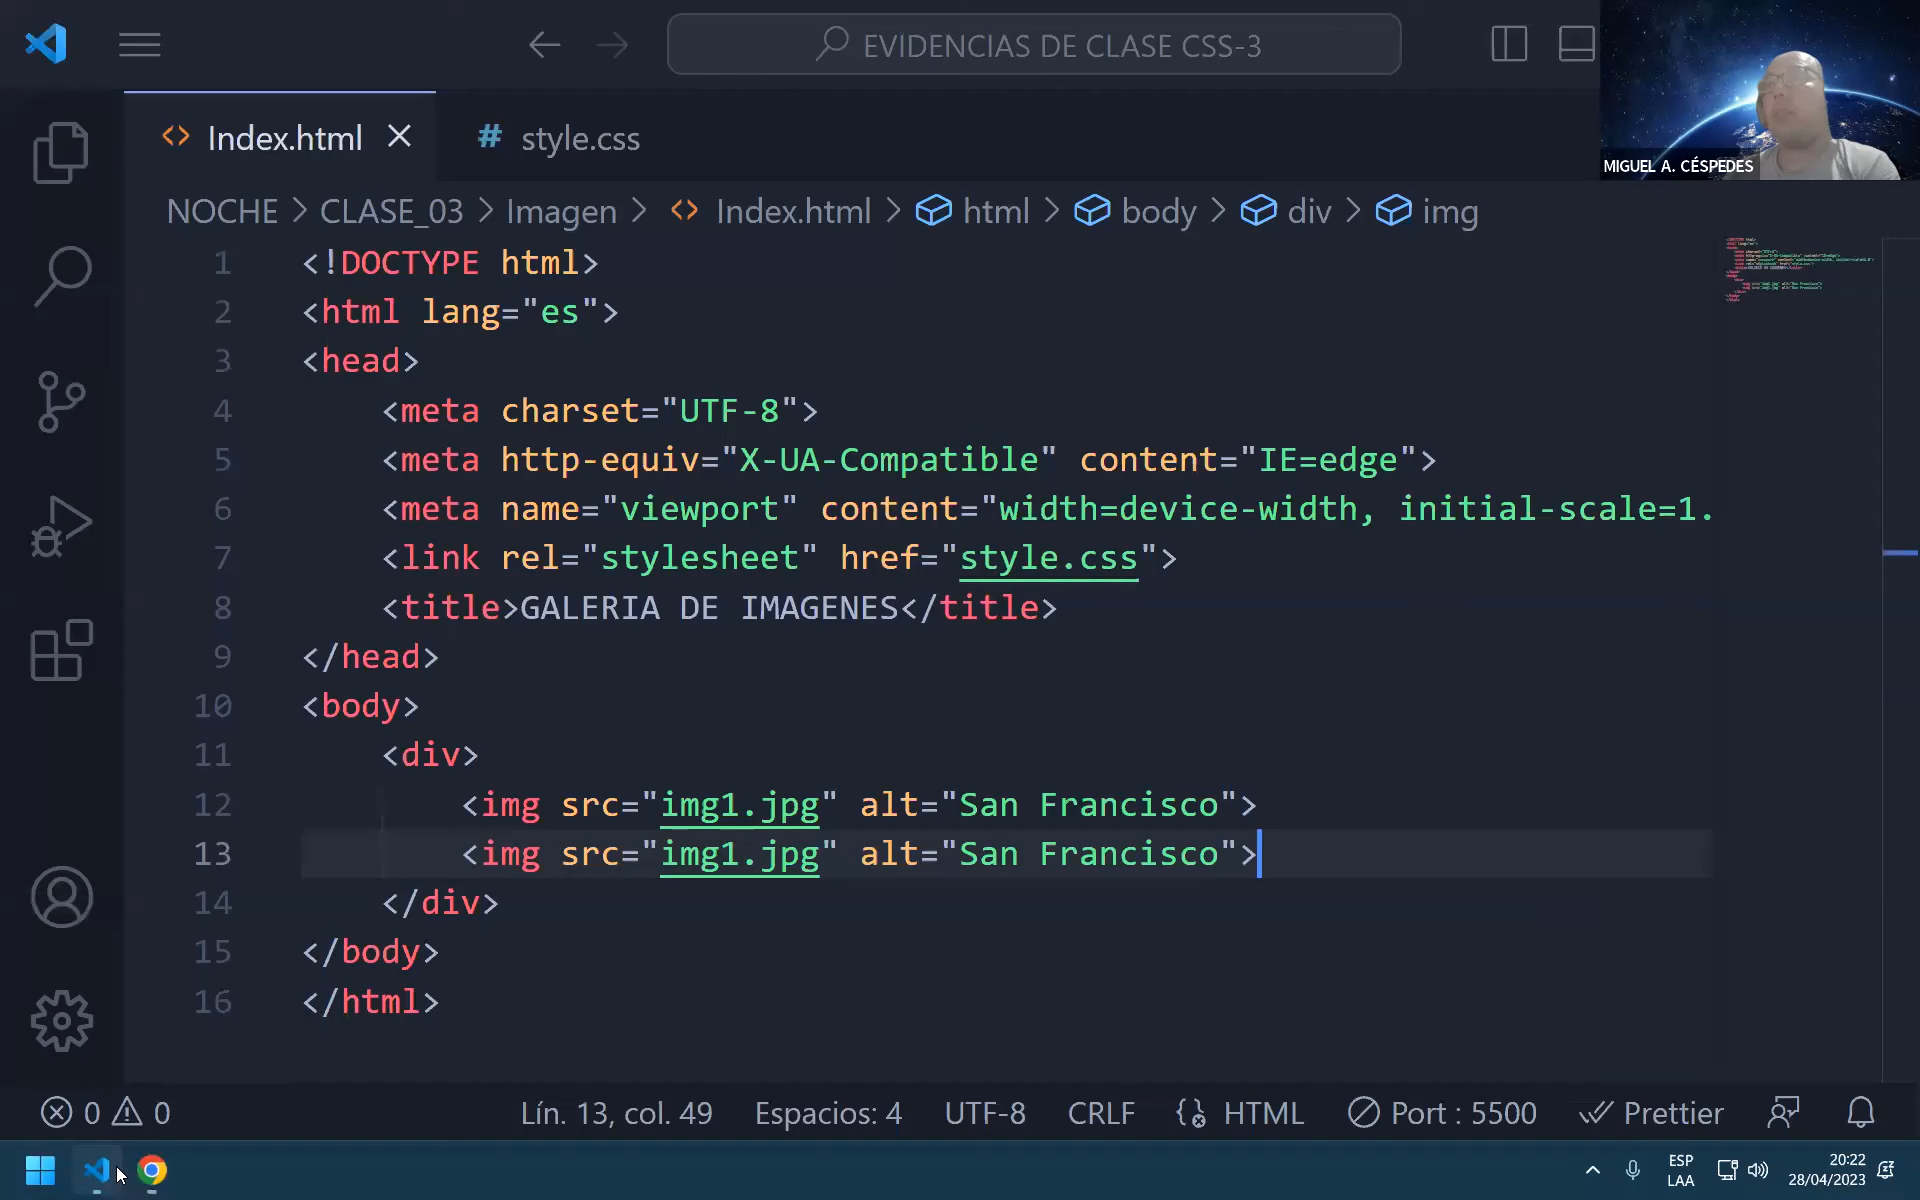 EVIDENCIAS DE CLASE CSS-3
MIGUEL A. CÉSPEDES
Index.html
# style.css
NOCHE > CLASE_03 > Imagen > Index.html > html > body > div > img
1 <!DOCTYPE html>
2 <html lang="es">
3 <head>
4 <meta charset="UTF-8">
5 <meta http-equiv="X-UA-Compatible" content="IE=edge">
6 <meta name="viewport" content="width=device-width, initial-scale=1.
7 <link rel="stylesheet" href="style.css">
8 <title>GALERIA DE IMAGENES</title>
9 </head>
10 <body>
11 <div>
12 <img src="img1.jpg" alt="San Francisco">
13 <img src="img1.jpg" alt="San Francisco">
14 </div>
15 </body>
16 </html>
0 0 Lín. 13, col. 49 Espacios: 4 UTF-8 CRLF HTML Port : 5500 Prettier
ESP
LAA
20:22
28/04/2023